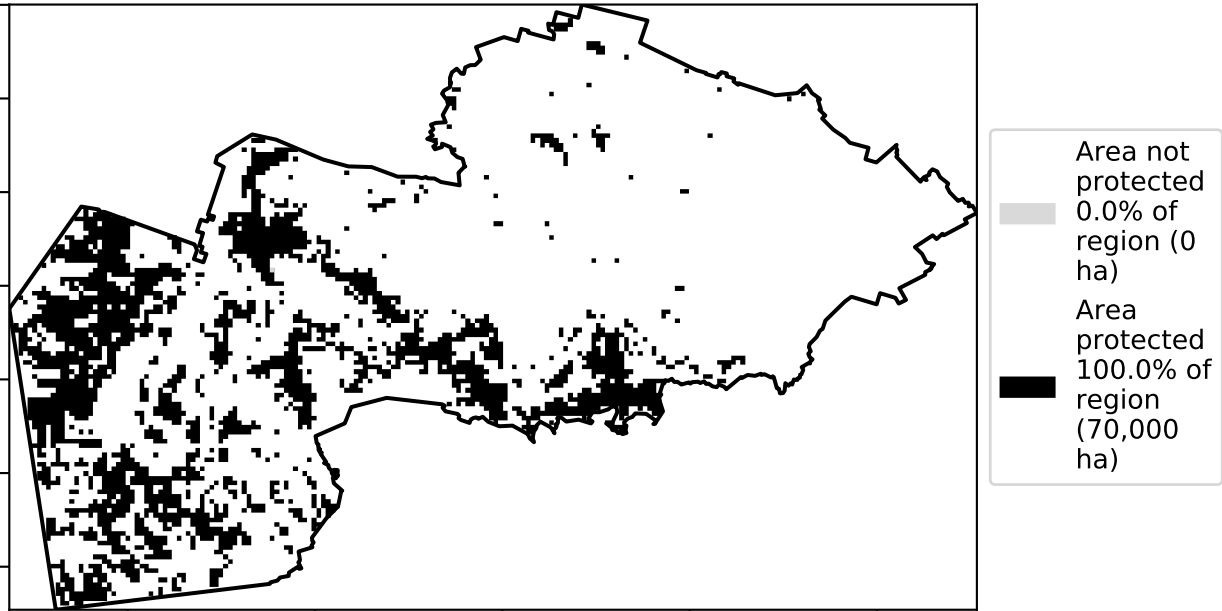 Area not
protected
0.0% of
region (0
ha)
Area
protected
100.0% of
region
(70,000
ha)